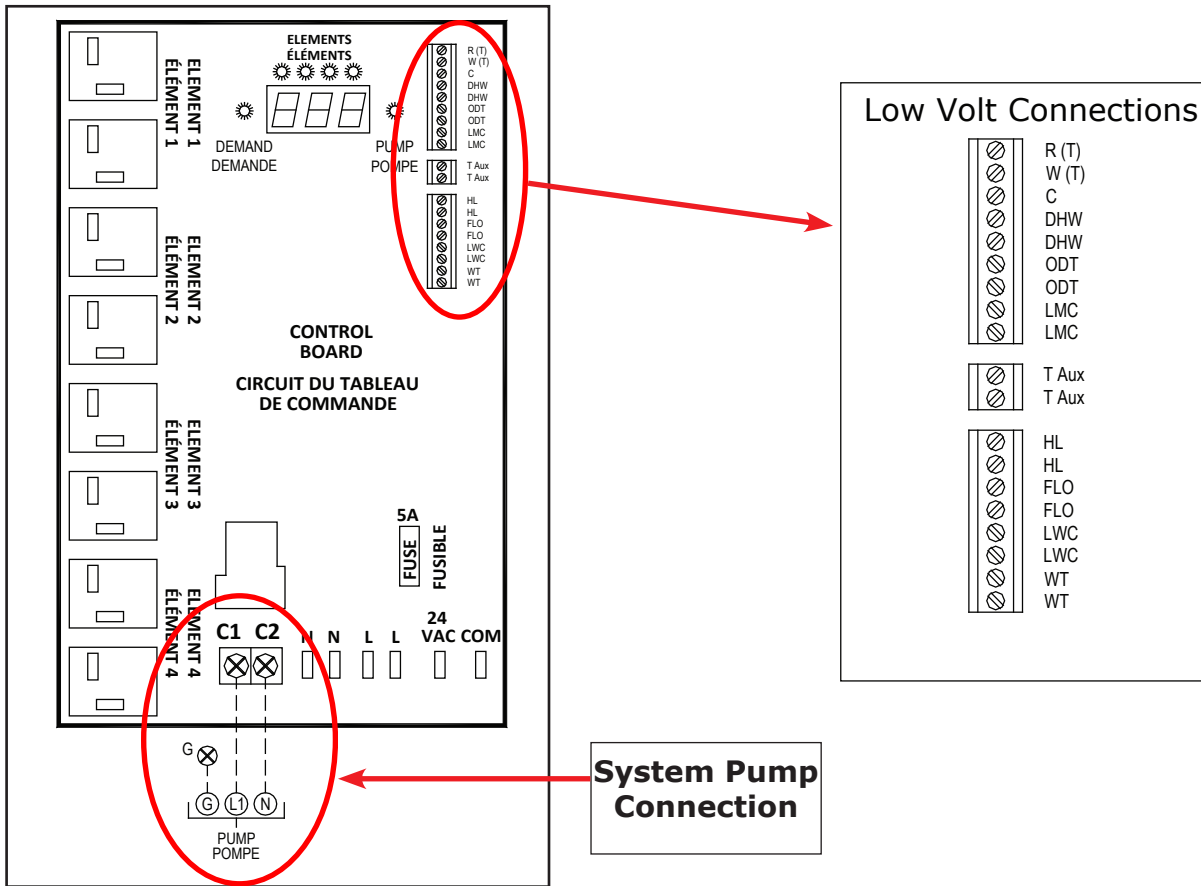 ELEMENTS
ÉLÉMENTS
DEMAND
DEMANDE
PUMP
POMPE
ELEMENT 1
ÉLÉMENT 1
ELEMENT 2
ÉLÉMENT 2
ELEMENT 3
ÉLÉMENT 3
ELEMENT 4
ÉLÉMENT 4
R (T)
W (T)
C
DHW
DHW
ODT
ODT
LMC
LMC
T Aux
T Aux
HL
HL
FLO
FLO
LWC
LWC
WT
WT
CONTROL
BOARD
CIRCUIT DU TABLEAU
DE COMMANDE
5A
FUSE
FUSIBLE
C1 C2
N N L L
24
VAC COM
G
G L1 N
PUMP
POMPE
System Pump
Connection
Low Volt Connections
R (T)
W (T)
C
DHW
DHW
ODT
ODT
LMC
LMC
T Aux
T Aux
HL
HL
FLO
FLO
LWC
LWC
WT
WT